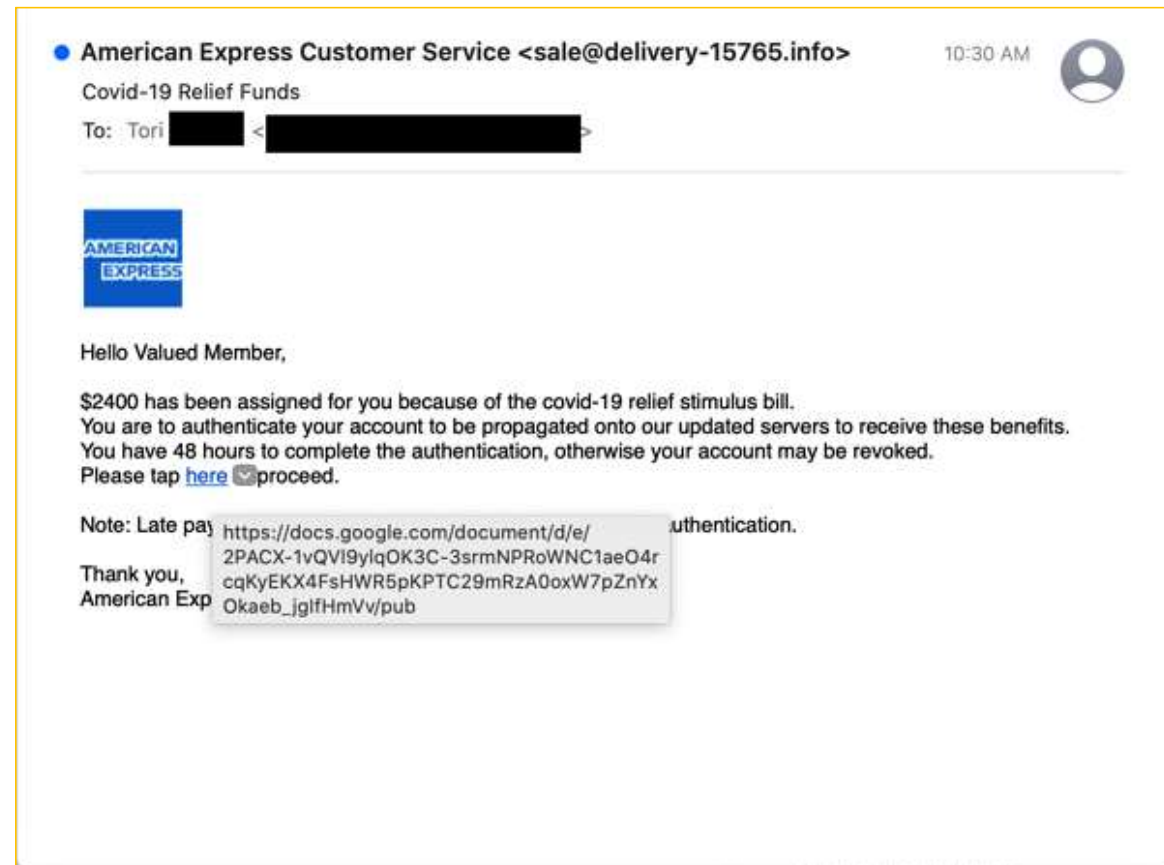 American Express Customer Service <sale@delivery-15765.info>
10:30 AM
Covid-19 Relief Funds
To: Tori < >
AMERICAN
EXPRESS
Hello Valued Member,
$2400 has been assigned for you because of the covid-19 relief stimulus bill.
You are to authenticate your account to be propagated onto our updated servers to receive these benefits.
You have 48 hours to complete the authentication, otherwise your account may be revoked.
Please tap here proceed.
Note: Late pay uthentication.
https://docs.google.com/document/d/e/
2PACX-1vQVI9ylqOK3C-3srmNPRoWNC1aeO4r
cqKyEKX4FsHWR5pKPTC29mRzA0oxW7pZnYx
Okaeb_jglfHmVv/pub
Thank you,
American Exp